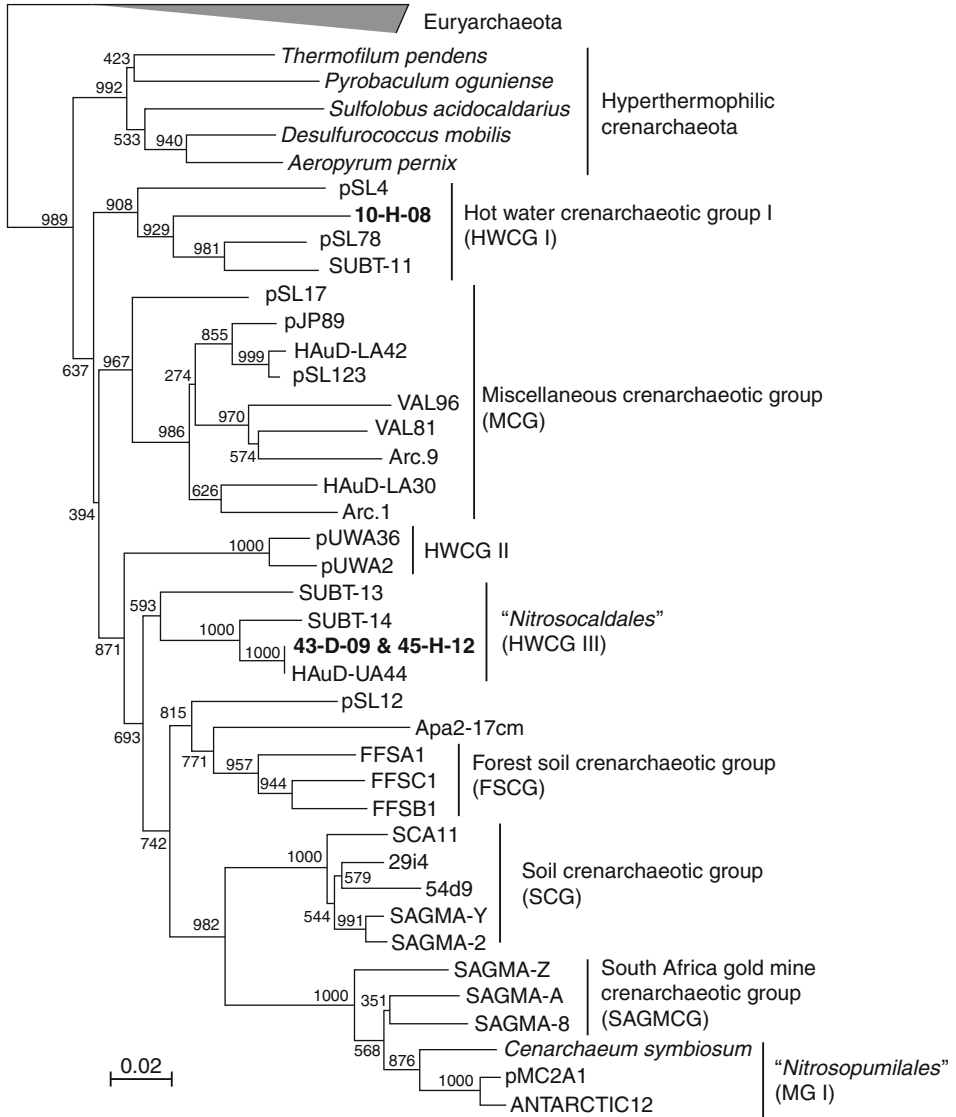 Euryarchaeota
423
Thermofilum pendens
Pyrobaculum oguniense
992
Sulfolobus acidocaldarius
Hyperthermophilic
crenarchaeota
533
940
Desulfurococcus mobilis
Aeropyrum pernix
989
908
pSL4
10-H-08
929
981
pSL78
SUBT-11
Hot water crenarchaeotic group I
(HWCG I)
637
967
pSL17
855
pJP89
999
HAuD-LA42
pSL123
274
970
VAL96
VAL81
574
Arc.9
986
626
HAuD-LA30
Arc.1
Miscellaneous crenarchaeotic group
(MCG)
394
1000
pUWA36
pUWA2
HWCG II
871
593
SUBT-13
1000
SUBT-14
1000
43-D-09 & 45-H-12
HAuD-UA44
“Nitrosocaldales”
(HWCG III)
693
815
pSL12
771
Apa2-17cm
957
FFSA1
944
FFSC1
FFSB1
Forest soil crenarchaeotic group
(FSCG)
742
1000
SCA11
29i4
579
54d9
544
991
SAGMA-Y
SAGMA-2
Soil crenarchaeotic group
(SCG)
982
1000
SAGMA-Z
351
SAGMA-A
SAGMA-8
South Africa gold mine
crenarchaeotic group
(SAGMCG)
568
876
Cenarchaeum symbiosum
1000
pMC2A1
ANTARCTIC12
“Nitrosopumilales”
(MG I)
0.02